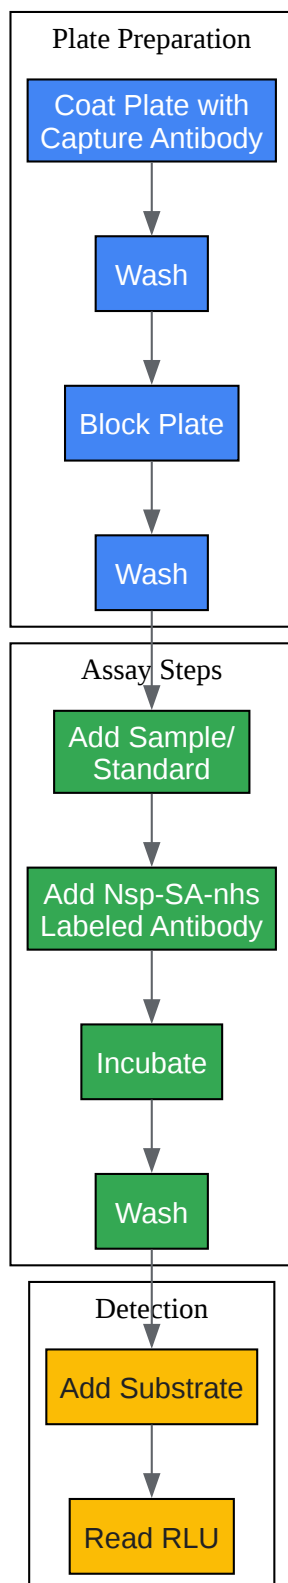 Plate Preparation
Coat Plate with
Capture Antibody
Wash
Block Plate
Wash
Assay Steps
Add Sample/
Standard
Add Nsp-SA-nhs
Labeled Antibody
Incubate
Wash
Detection
Add Substrate
Read RLU